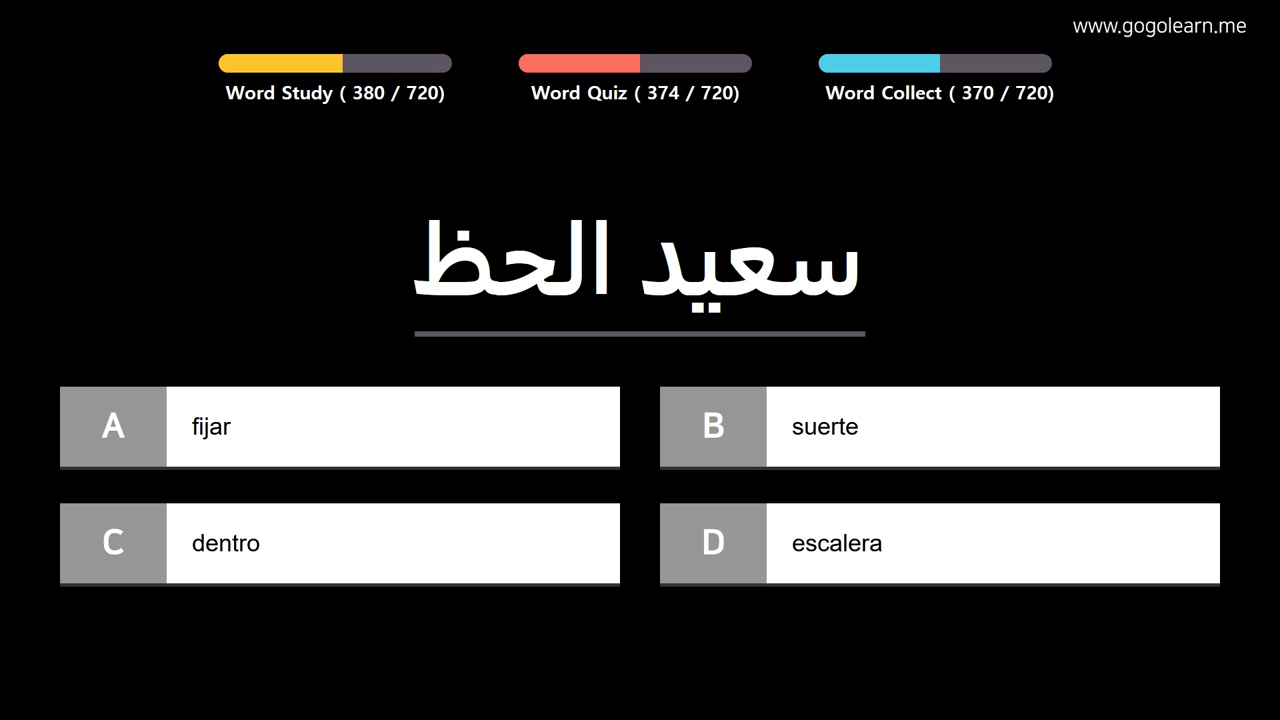 www.gogolearn.me
Word Study ( 380 / 720)
Word Quiz ( 374 / 720)
Word Collect ( 370 / 720)
سعيد الحظ
A fijar
B suerte
C dentro
D escalera